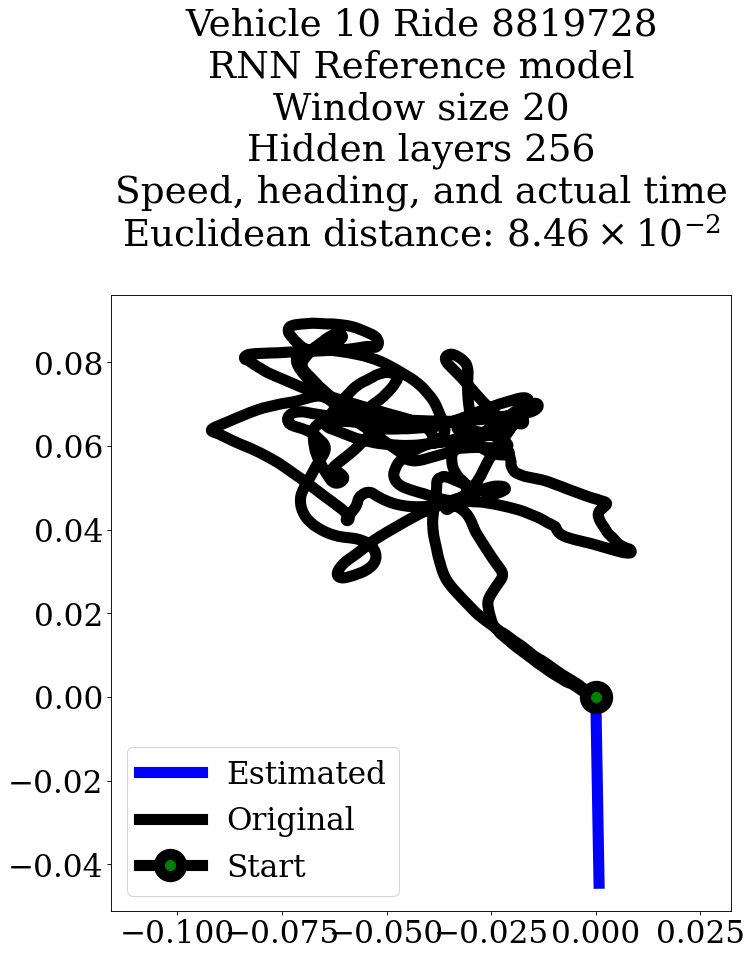 Vehicle 10 Ride 8819728
RNN Reference model
Window size 20
Hidden layers 256
Speed, heading, and actual time
Euclidean distance: 8.46 × 10⁻²
0.08
0.06
0.04
0.02
0.00
−0.02
−0.04
Estimated
Original
Start
−0.100 −0.075 −0.050 −0.025 0.000 0.025